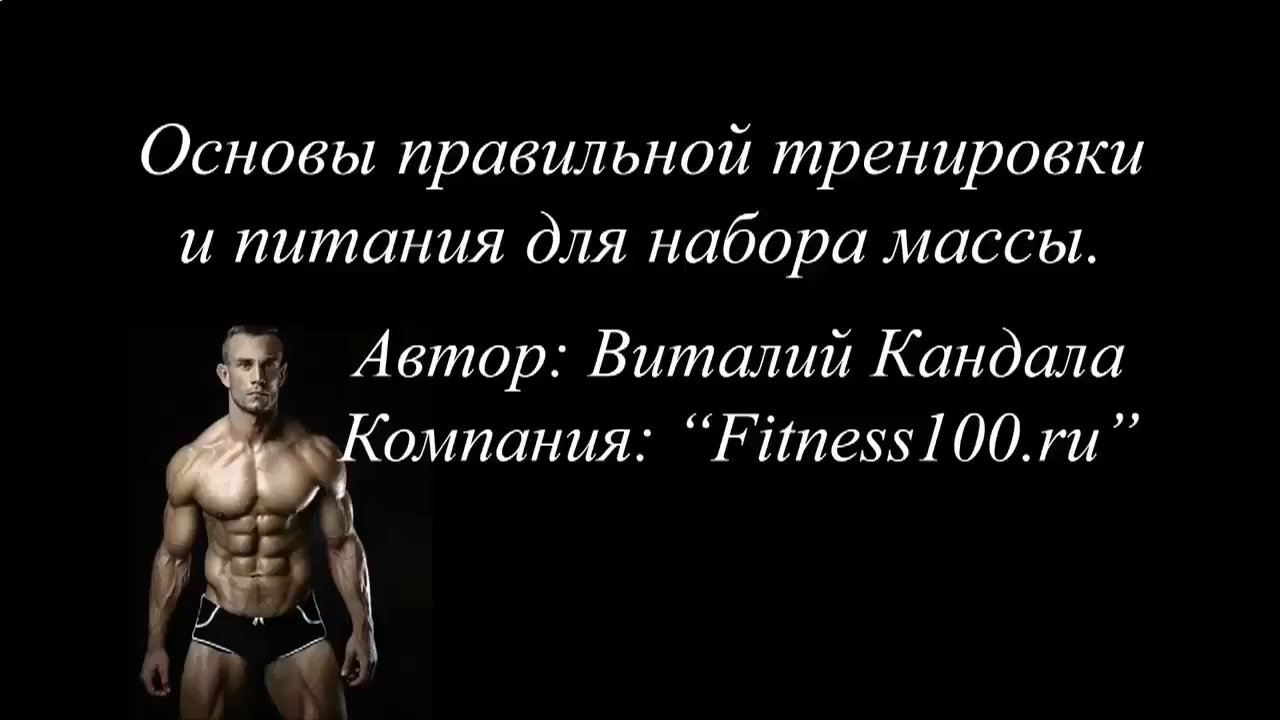 Основы правильной тренировки
и питания для набора массы.
Автор: Виталий Кандала
Компания: “Fitness100.ru”